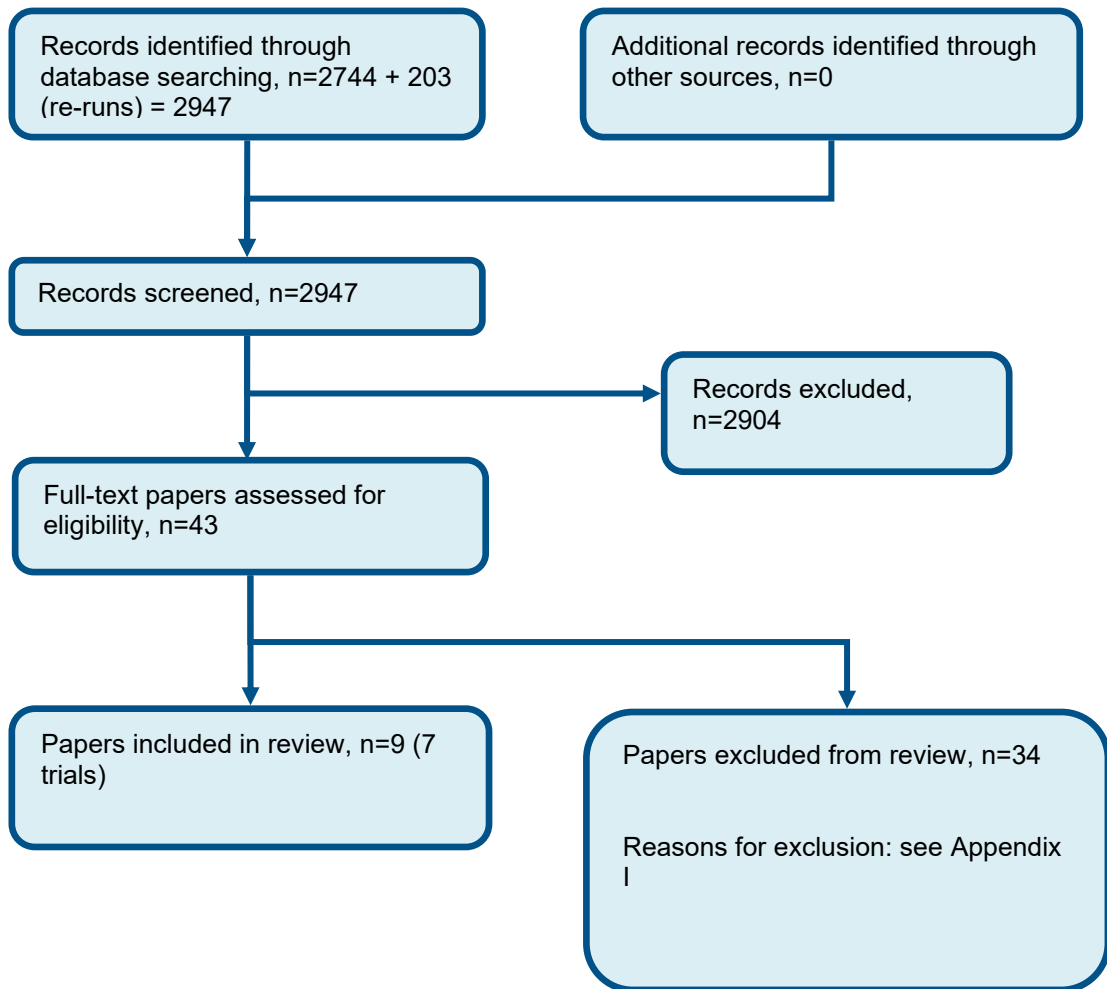 Records identified through
database searching, n=2744 + 203
(re-runs) = 2947
Additional records identified through
other sources, n=0
Records screened, n=2947
Records excluded,
n=2904
Full-text papers assessed for
eligibility, n=43
Papers included in review, n=9 (7
trials)
Papers excluded from review, n=34
Reasons for exclusion: see Appendix
I